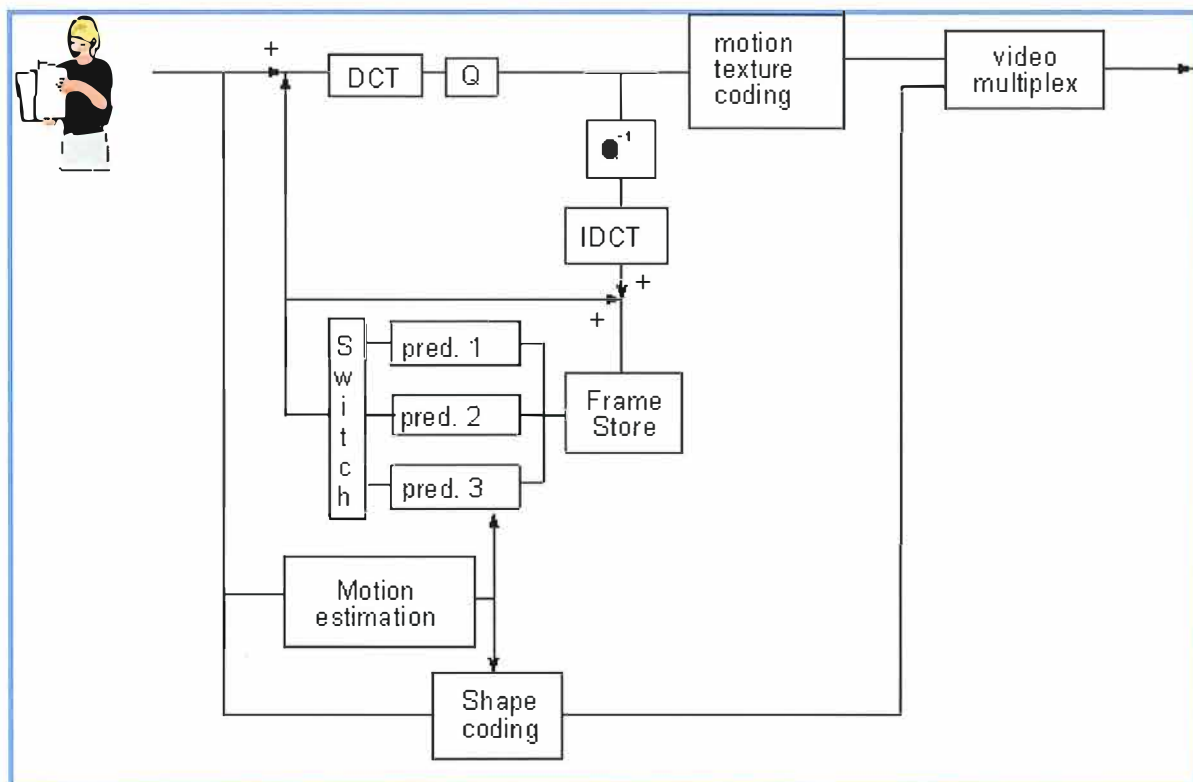 +
DCT
Q
motion
texture
coding
video
multiplex
-1
IDCT
+
+
S
w
i
t
c
h
pred. 1
pred. 2
pred. 3
Frame
Store
Motion
estimation
Shape
coding